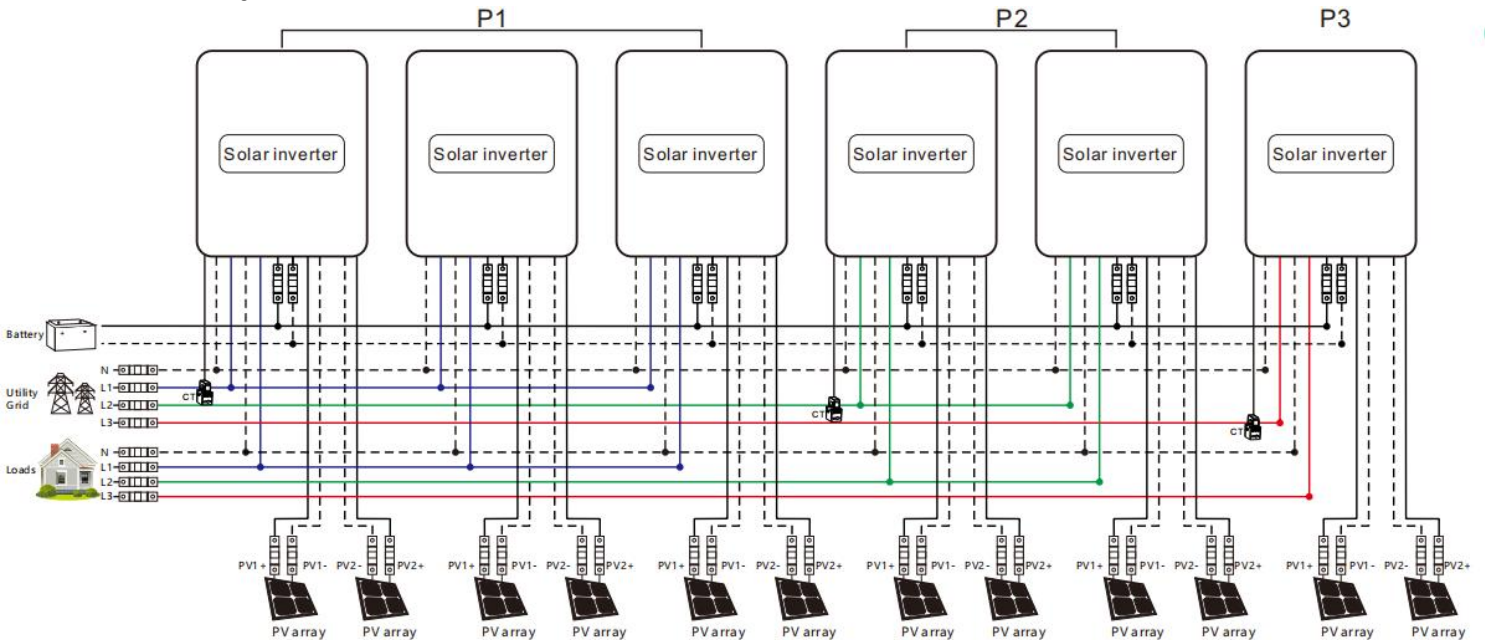 P1 P2 P3
Solar inverter Solar inverter Solar inverter Solar inverter Solar inverter Solar inverter
Battery
+ -
Utility
Grid
N
L1
CT
L2
CT
L3
CT
Loads
N
L1
L2
L3
PV1+ PV1- PV2- PV2+ PV1+ PV1- PV2- PV2+ PV1+ PV1- PV2- PV2+ PV1+ PV1- PV2- PV2+ PV1+ PV1- PV2- PV2+ PV1+ PV1- PV2- PV2+
PV array PV array PV array PV array PV array PV array PV array PV array PV array PV array PV array PV array